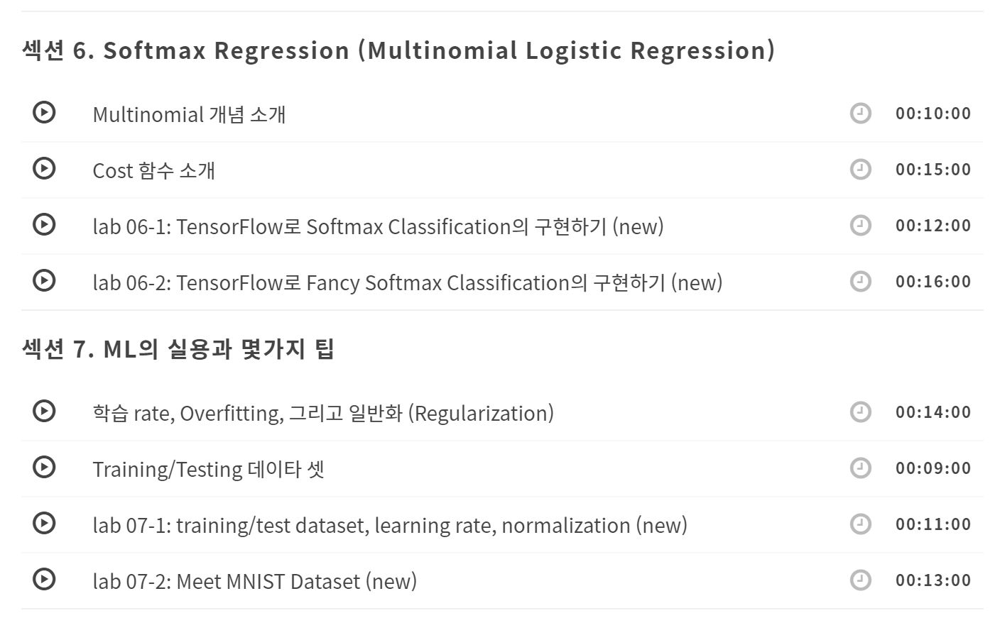 섹션 6. Softmax Regression (Multinomial Logistic Regression)
Multinomial 개념 소개 00:10:00
Cost 함수 소개 00:15:00
lab 06-1: TensorFlow로 Softmax Classification의 구현하기 (new) 00:12:00
lab 06-2: TensorFlow로 Fancy Softmax Classification의 구현하기 (new) 00:16:00
섹션 7. ML의 실용과 몇가지 팁
학습 rate, Overfitting, 그리고 일반화 (Regularization) 00:14:00
Training/Testing 데이타 셋 00:09:00
lab 07-1: training/test dataset, learning rate, normalization (new) 00:11:00
lab 07-2: Meet MNIST Dataset (new) 00:13:00